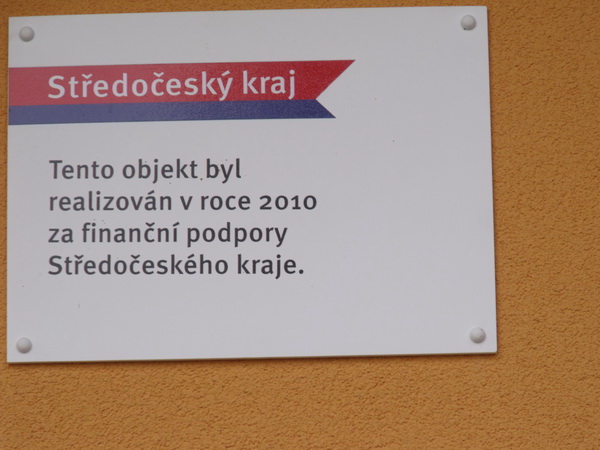 Středočeský kraj
Tento objekt byl
realizován v roce 2010
za finanční podpory
Středočeského kraje.